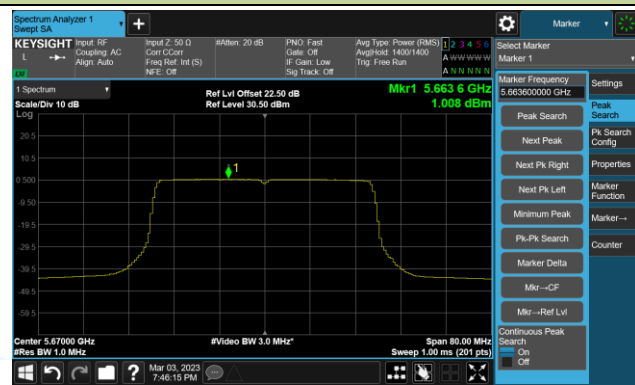 Spectrum Analyzer 1
Swept SA
+
Marker
KEYSIGHT
L
LXI
Input: RF
Coupling: AC
Align: Auto
Input Z: 50 Ω
Corr CCorr
Freq Ref: Int (S)
NFE: Off
#Atten: 20 dB
PNO: Fast
Gate: Off
IF Gain: Low
Sig Track: Off
Avg Type: Power (RMS)
Avg|Hold: 1400/1400
Trig: Free Run
1 2 3 4 5 6
A W W W W W
A N N N N N
Select Marker
Marker 1
1 Spectrum
Scale/Div 10 dB
Log
Ref Lvl Offset 22.50 dB
Ref Level 30.50 dBm
Mkr1 5.663 6 GHz
1.008 dBm
20.5
10.5
0.500
-9.50
-19.5
-29.5
-39.5
-49.5
-59.5
1
Center 5.67000 GHz
#Res BW 1.0 MHz
#Video BW 3.0 MHz*
Span 80.00 MHz
Sweep 1.00 ms (201 pts)
Marker Frequency
5.663600000 GHz
Peak Search
Next Peak
Next Pk Right
Next Pk Left
Minimum Peak
Pk-Pk Search
Marker Delta
Mkr→CF
Mkr→Ref Lvl
Continuous Peak
Search
On
Off
Settings
Peak
Search
Pk Search
Config
Properties
Marker
Function
Marker→
Counter
?
Mar 03, 2023
7:46:15 PM